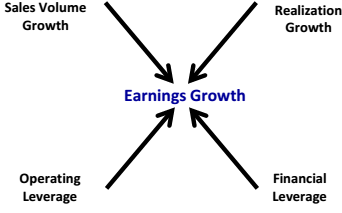 Sales Volume
Growth
Realization
Growth
Earnings Growth
Operating
Leverage
Financial
Leverage